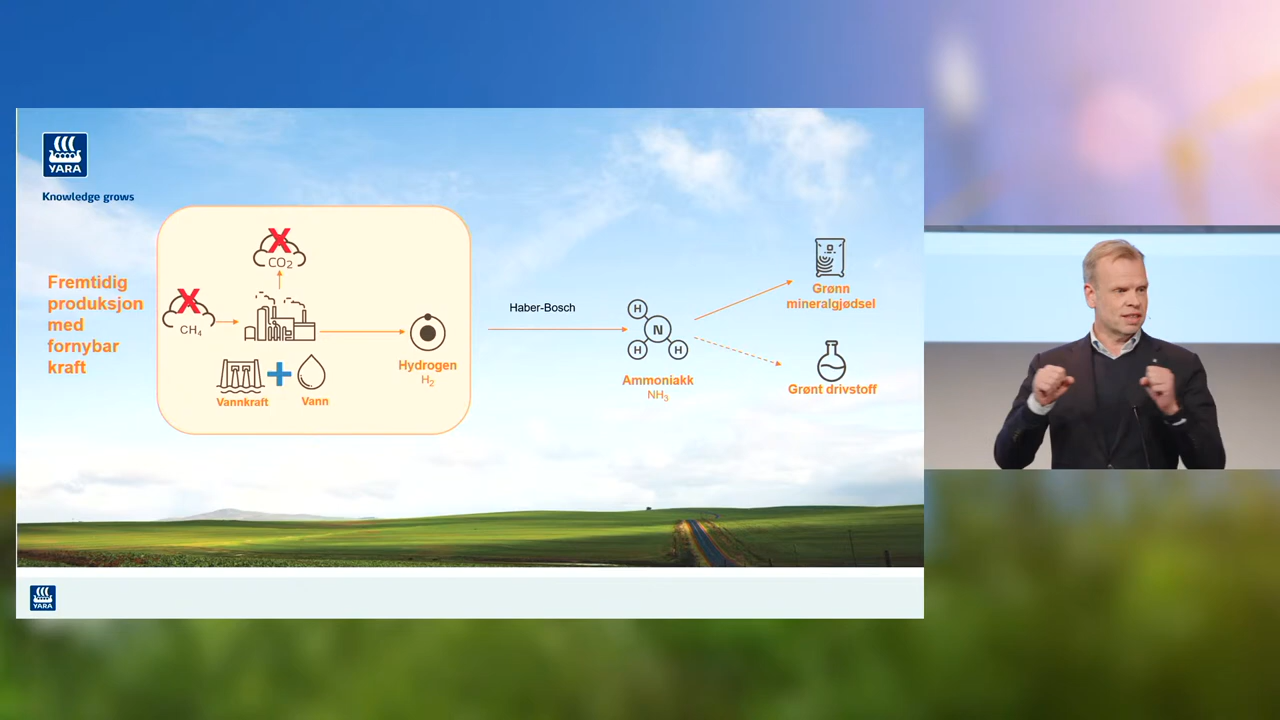 YARA
Knowledge grows
Fremtidig
produksjon
med
fornybar
kraft
X
CO₂
X
CH₄
Vannkraft
Vann
Hydrogen
H₂
Haber-Bosch
H
N
H
H
Ammoniakk
NH₃
Grønn
mineralgjødsel
Grønt drivstoff
YARA